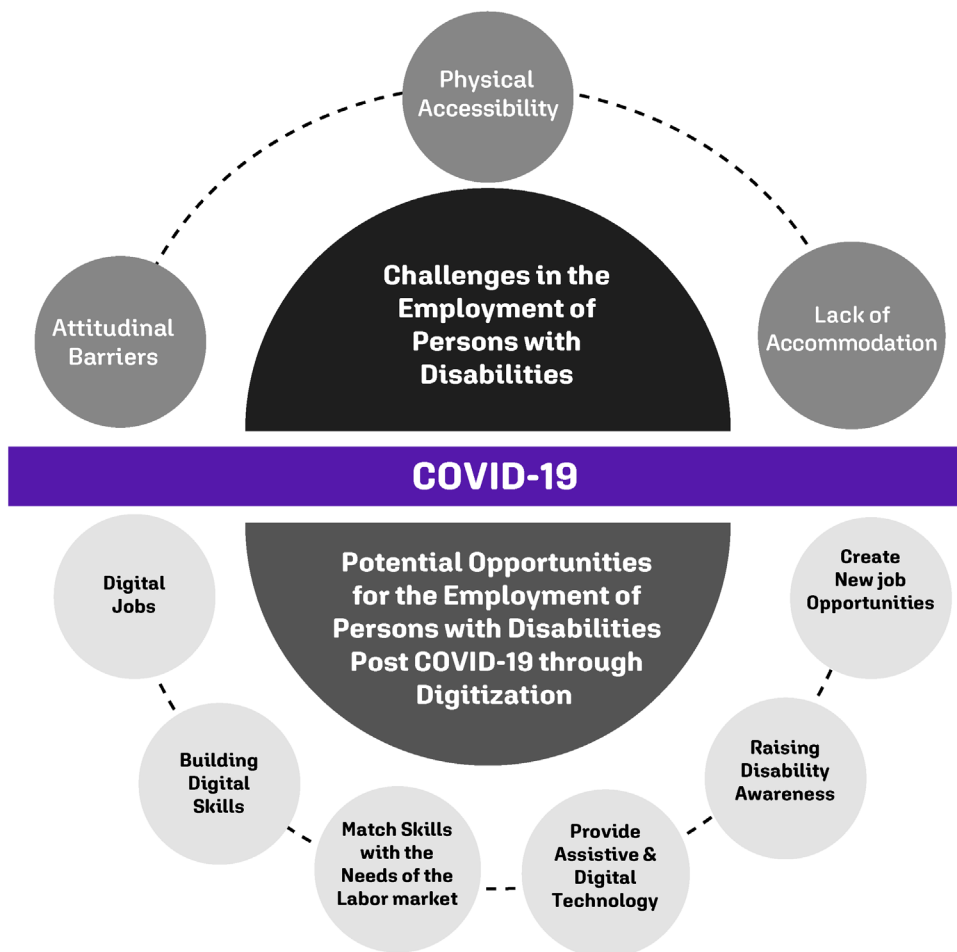 Physical
Accessibility
Challenges in the
Employment of
Persons with
Disabilities
Attitudinal
Barriers
Lack of
Accommodation
COVID-19
Potential Opportunities
for the Employment of
Persons with Disabilities
Post COVID-19 through
Digitization
Digital
Jobs
Building
Digital
Skills
Match Skills
with the
Needs of the
Labor market
Provide
Assistive &
Digital
Technology
Raising
Disability
Awareness
Create
New job
Opportunities